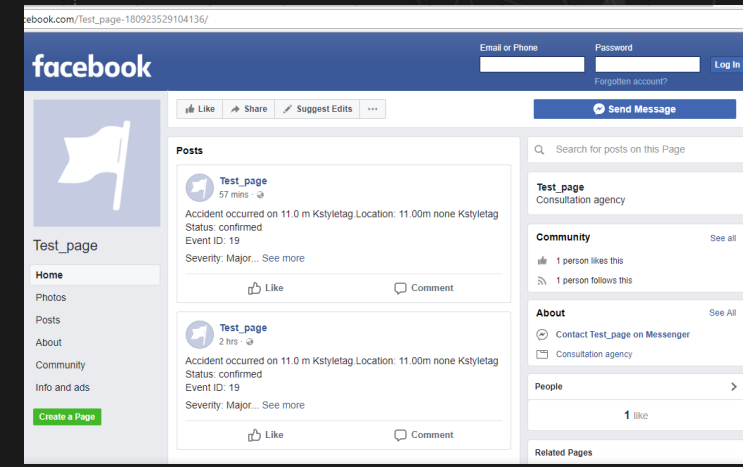 cebook.com/Test_page-180923529104136/
facebook
Email or Phone
Password
Log In
Forgotten account?
Like
Share
Suggest Edits
...
Send Message
Test_page
Home
Photos
Posts
About
Community
Info and ads
Create a Page
Posts
Test_page
57 mins ·
Accident occurred on 11.0 m Kstyletag.Location: 11.00m none Kstyletag
Status: confirmed
Event ID: 19
Severity: Major... See more
Like
Comment
Test_page
2 hrs ·
Accident occurred on 11.0 m Kstyletag.Location: 11.00m none Kstyletag
Status: confirmed
Event ID: 19
Severity: Major... See more
Like
Comment
Search for posts on this Page
Test_page
Consultation agency
Community
See all
1 person likes this
1 person follows this
About
See All
Contact Test_page on Messenger
Consultation agency
People
1 like
Related Pages